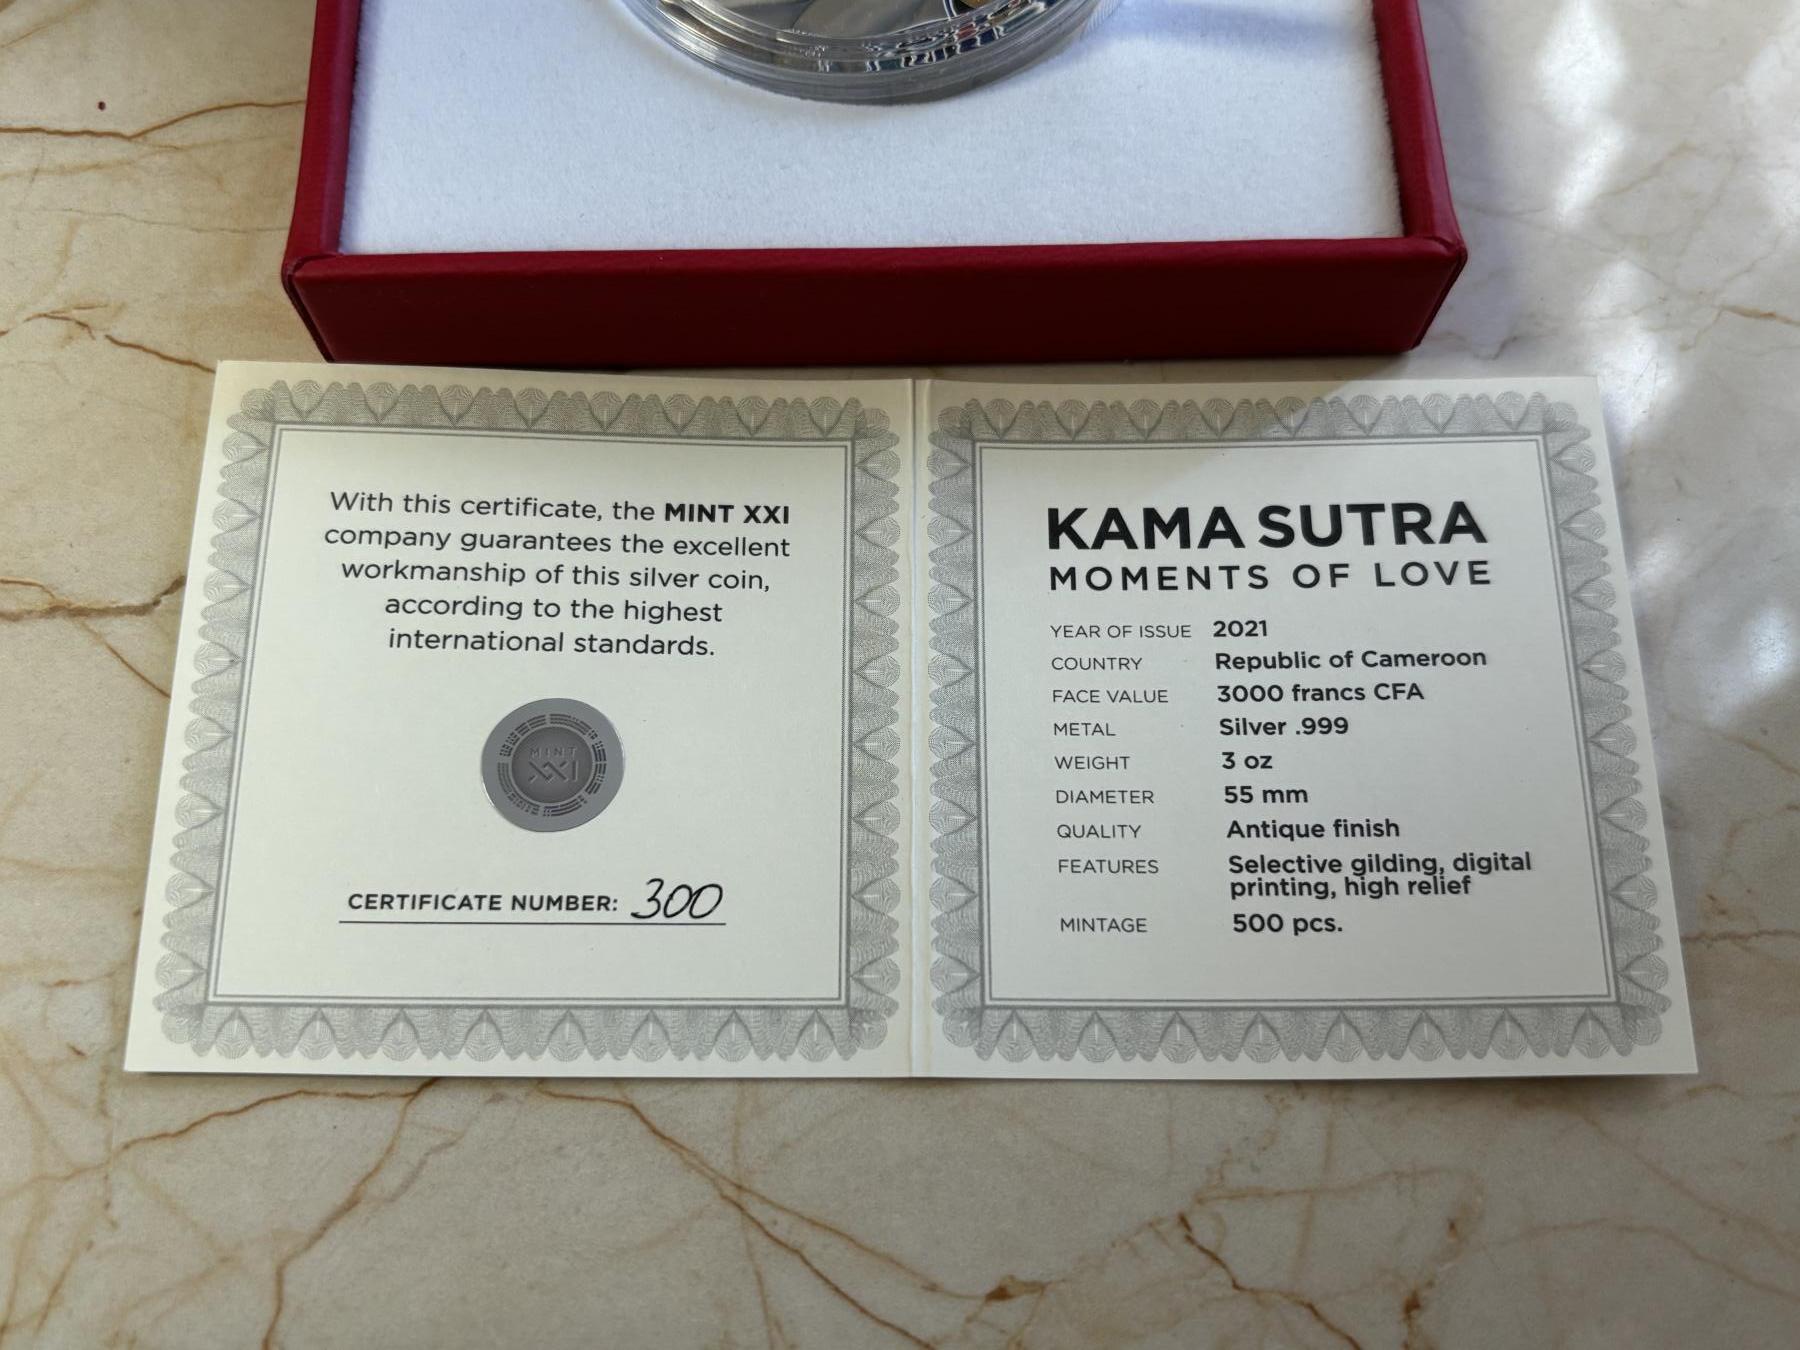 With this certificate, the MINT XXI
company guarantees the excellent
workmanship of this silver coin,
according to the highest
international standards.
MINT
XXI
CERTIFICATE NUMBER: 300
KAMA SUTRA
MOMENTS OF LOVE
YEAR OF ISSUE 2021
COUNTRY Republic of Cameroon
FACE VALUE 3000 francs CFA
METAL Silver .999
WEIGHT 3 oz
DIAMETER 55 mm
QUALITY Antique finish
FEATURES Selective gilding, digital
printing, high relief
MINTAGE 500 pcs.